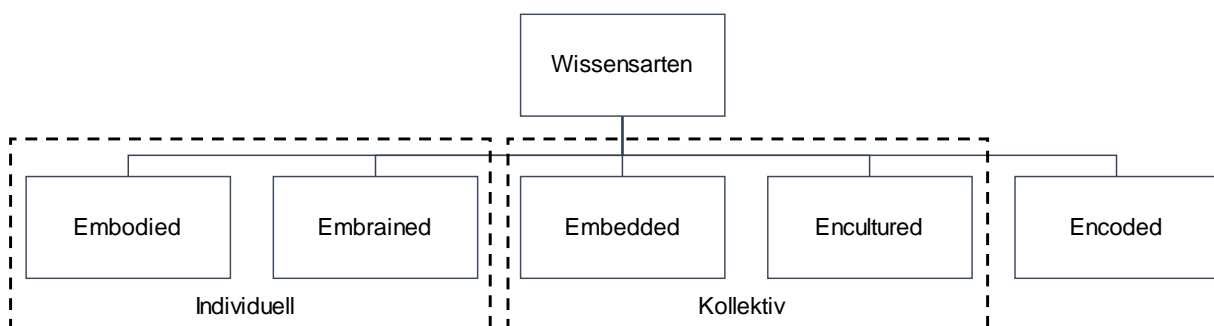 Wissensarten
Embodied
Embrained
Embedded
Encultured
Encoded
Individuell
Kollektiv